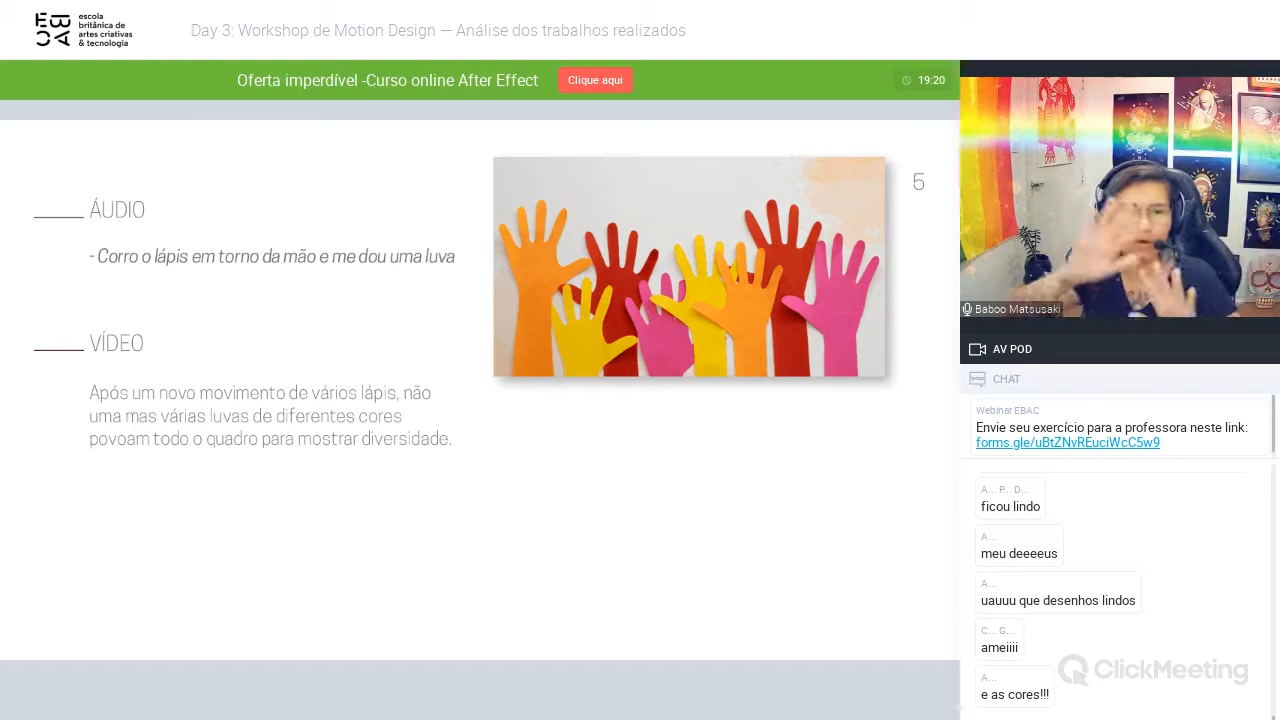 EBAC
escola
britânica de
artes criativas
& tecnologia
Day 3: Workshop de Motion Design — Análise dos trabalhos realizados
Oferta imperdível -Curso online After Effect
Clique aqui
19:20
5
ÁUDIO
- Corro o lápis em torno da mão e me dou uma luva
VÍDEO
Após um novo movimento de vários lápis, não
uma mas várias luvas de diferentes cores
povoam todo o quadro para mostrar diversidade.
Baboo Matsusaki
AV POD
CHAT
Webinar EBAC
Envie seu exercício para a professora neste link:
forms.gle/uBtZNvREuciWcC5w9
A... P... D...
ficou lindo
A...
meu deeeeus
A...
uauuu que desenhos lindos
C... G...
ameiiii
A...
e as cores!!!
ClickMeeting